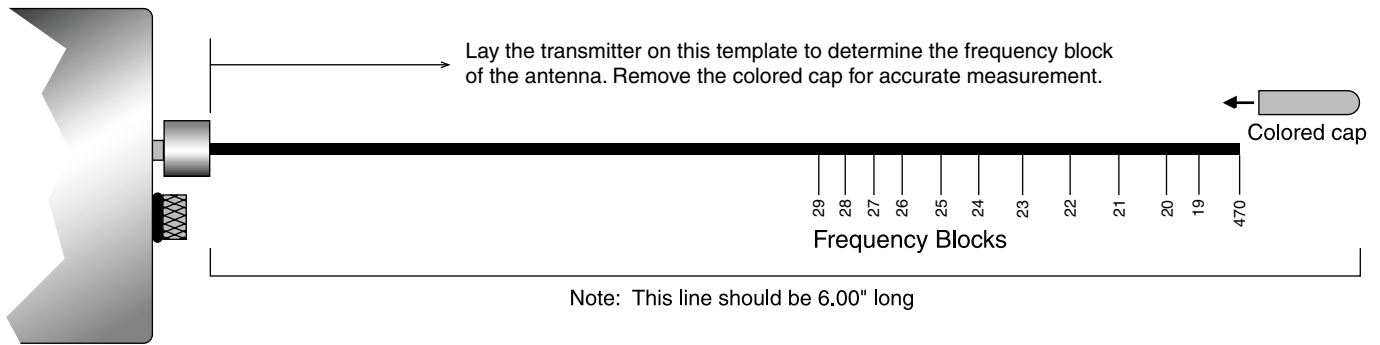 Lay the transmitter on this template to determine the frequency block
of the antenna. Remove the colored cap for accurate measurement.
Colored cap
29 28 27 26 25 24 23 22 21 20 19 470
Frequency Blocks
Note: This line should be 6.00" long